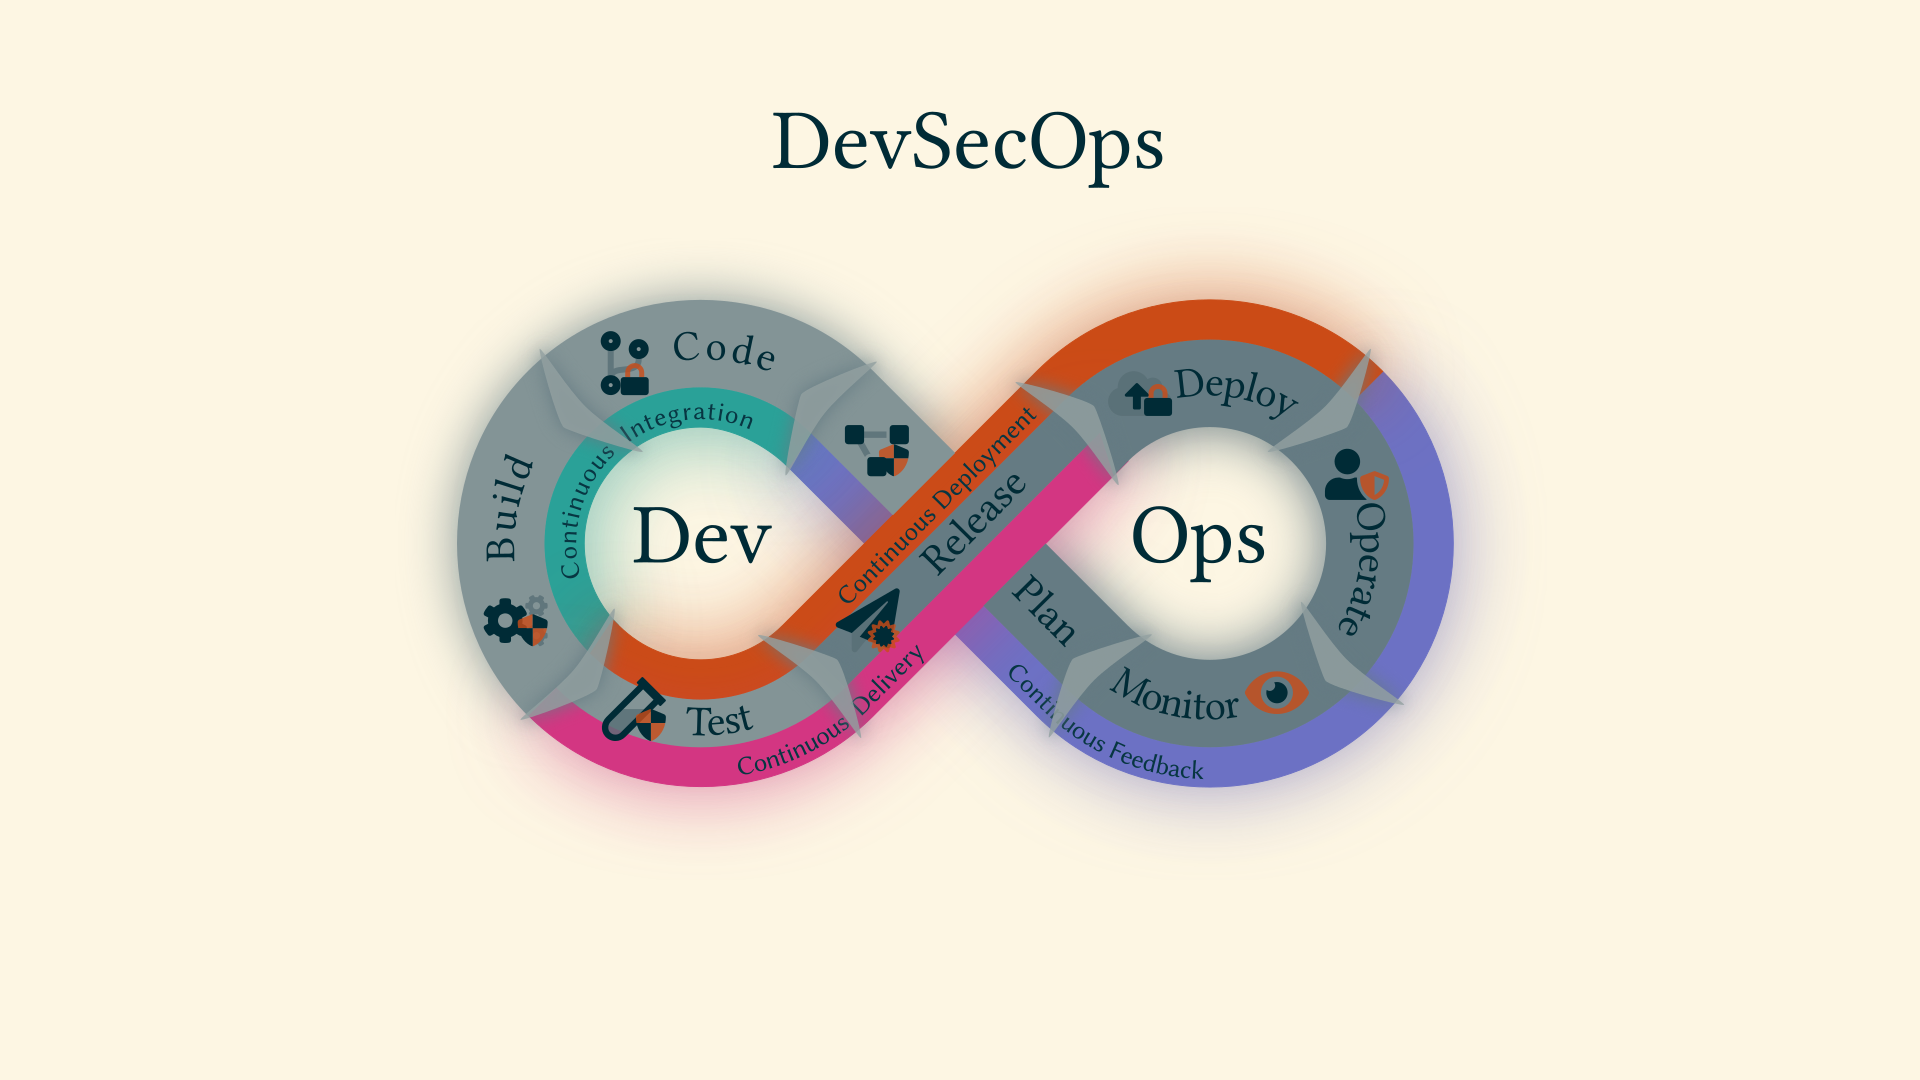 DevSecOps
Code
Continuous Integration
Build
Dev
Test
Continuous Delivery
Continuous Deployment
Release
Deploy
Ops
Operate
Plan
Monitor
Continuous Feedback